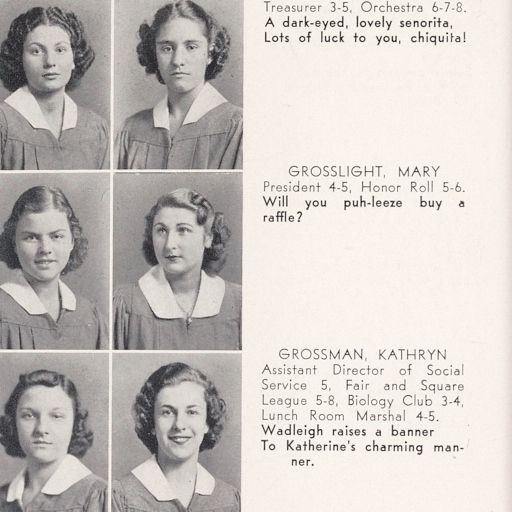 Treasurer 3-5, Orchestra 6-7-8.
A dark-eyed, lovely senorita,
Lots of luck to you, chiquita!
GROSSLIGHT, MARY
President 4-5, Honor Roll 5-6.
Will you puh-leeze buy a
raffle?
GROSSMAN, KATHRYN
Assistant Director of Social
Service 5, Fair and Square
League 5-8, Biology Club 3-4,
Lunch Room Marshal 4-5.
Wadleigh raises a banner
To Katherine's charming man-
ner.